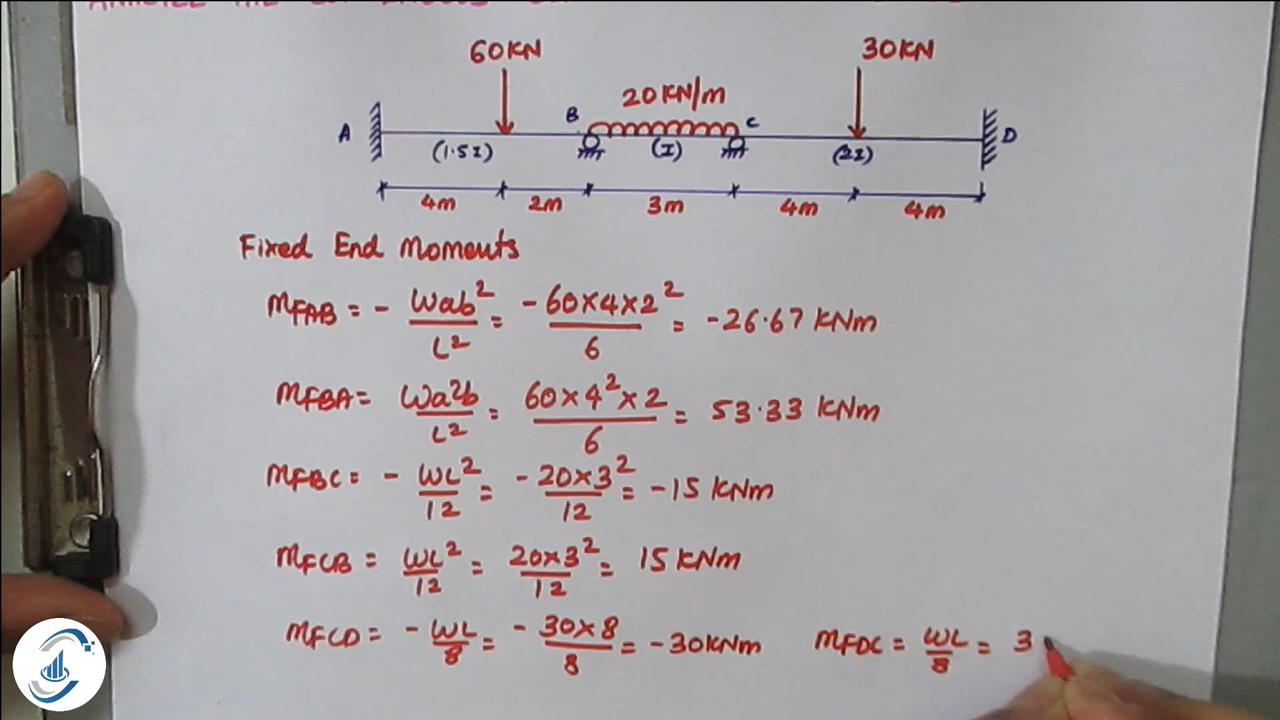 60KN 30KN
20KN/m
A B C D
(1.5I) (I) (2I)
4m 2m 3m 4m 4m
Fixed End Moments
MFAB = - Wab²/L² = -60×4×2²/6 = -26.67 KNm
MFBA = Wa²b/L² = 60×4²×2/6 = 53.33 KNm
MFBC = - WL²/12 = -20×3²/12 = -15 KNm
MFCB = WL²/12 = 20×3²/12 = 15 KNm
MFCD = - WL/8 = - 30×8/8 = -30KNm MFDC = WL/8 = 3